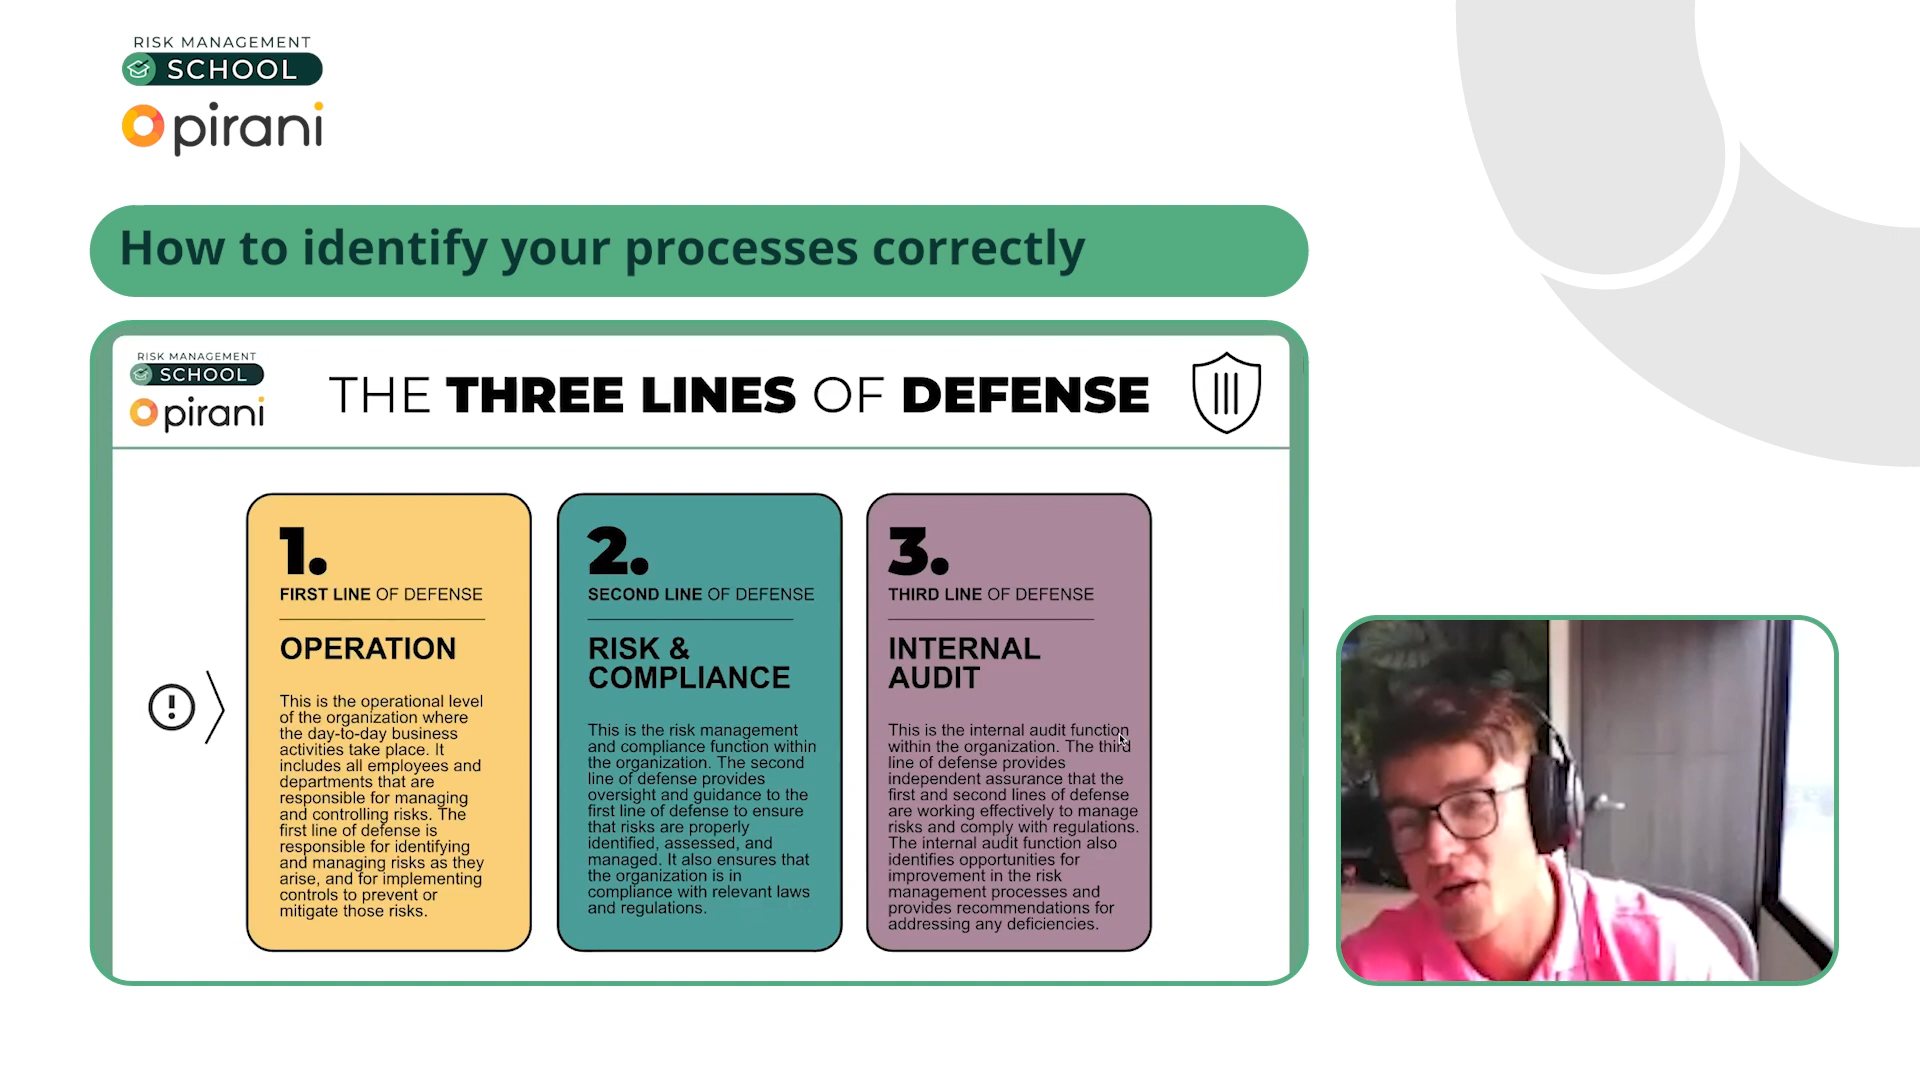 RISK MANAGEMENT
SCHOOL
pirani
How to identify your processes correctly
RISK MANAGEMENT
SCHOOL
pirani
THE THREE LINES OF DEFENSE
1.
FIRST LINE OF DEFENSE
OPERATION
This is the operational level
of the organization where
the day-to-day business
activities take place. It
includes all employees and
departments that are
responsible for managing
and controlling risks. The
first line of defense is
responsible for identifying
and managing risks as they
arise, and for implementing
controls to prevent or
mitigate those risks.
2.
SECOND LINE OF DEFENSE
RISK &
COMPLIANCE
This is the risk management
and compliance function within
the organization. The second
line of defense provides
oversight and guidance to the
first line of defense to ensure
that risks are properly
identified, assessed, and
managed. It also ensures that
the organization is in
compliance with relevant laws
and regulations.
3.
THIRD LINE OF DEFENSE
INTERNAL
AUDIT
This is the internal audit function
within the organization. The third
line of defense provides
independent assurance that the
first and second lines of defense
are working effectively to manage
risks and comply with regulations.
The internal audit function also
identifies opportunities for
improvement in the risk
management processes and
provides recommendations for
addressing any deficiencies.